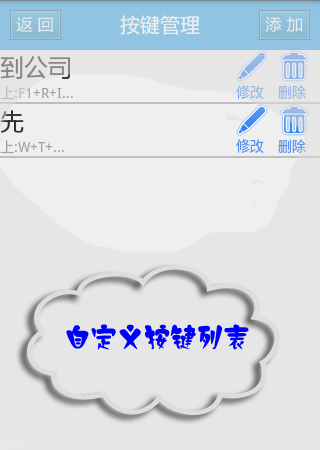 返 回 按键管理 添 加
到公司
上:F1+R+I... 修改 删除
先
上:W+T+... 修改 删除
自定义按键列表